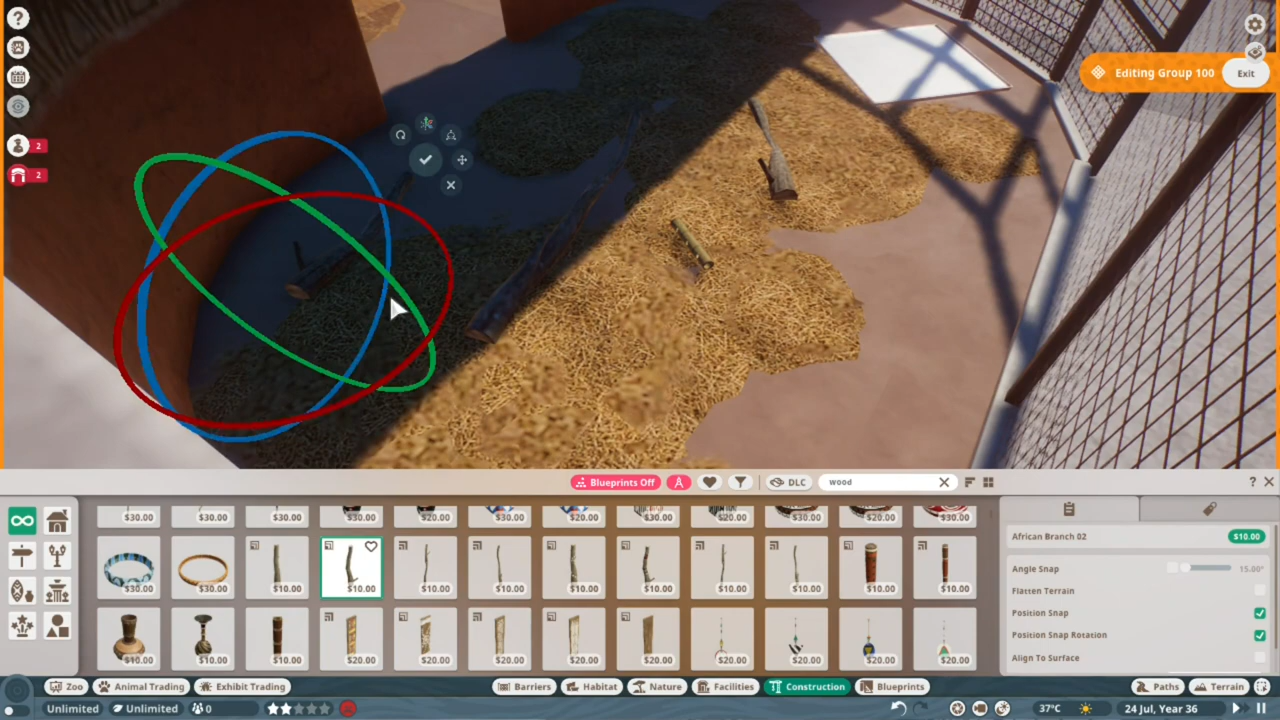 Editing Group 100
Exit
2
2
Blueprints Off
DLC
wood
$30.00 $30.00 $30.00 $30.00 $20.00 $30.00 $20.00 $30.00 $20.00 $30.00 $20.00 $30.00
$30.00 $30.00 $10.00 $10.00 $10.00 $10.00 $10.00 $10.00 $10.00 $10.00 $10.00 $10.00
$10.00 $10.00 $10.00 $20.00 $20.00 $20.00 $20.00 $20.00 $20.00 $20.00 $20.00 $20.00
African Branch 02
$10.00
Angle Snap
15.00°
Flatten Terrain
Position Snap
Position Snap Rotation
Align To Surface
Zoo
Animal Trading
Exhibit Trading
Barriers
Habitat
Nature
Facilities
Construction
Blueprints
Paths
Terrain
Unlimited
Unlimited
0
37°C
24 Jul, Year 36